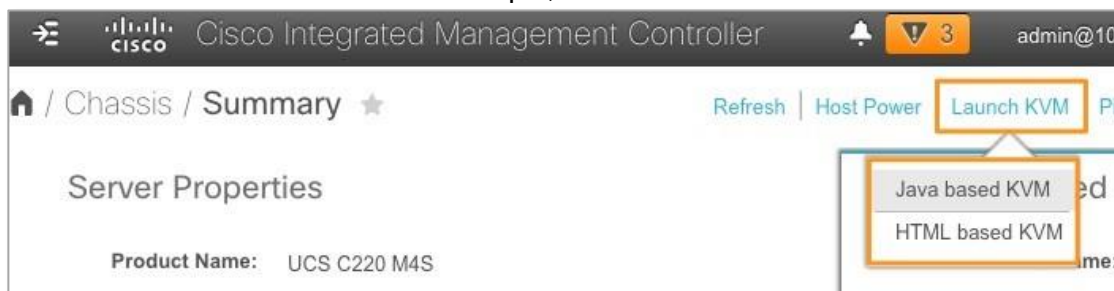 CISCO Cisco Integrated Management Controller 3 admin@10
/ Chassis / Summary Refresh | Host Power Launch KVM
Server Properties
Java based KVM
HTML based KVM
Product Name: UCS C220 M4S